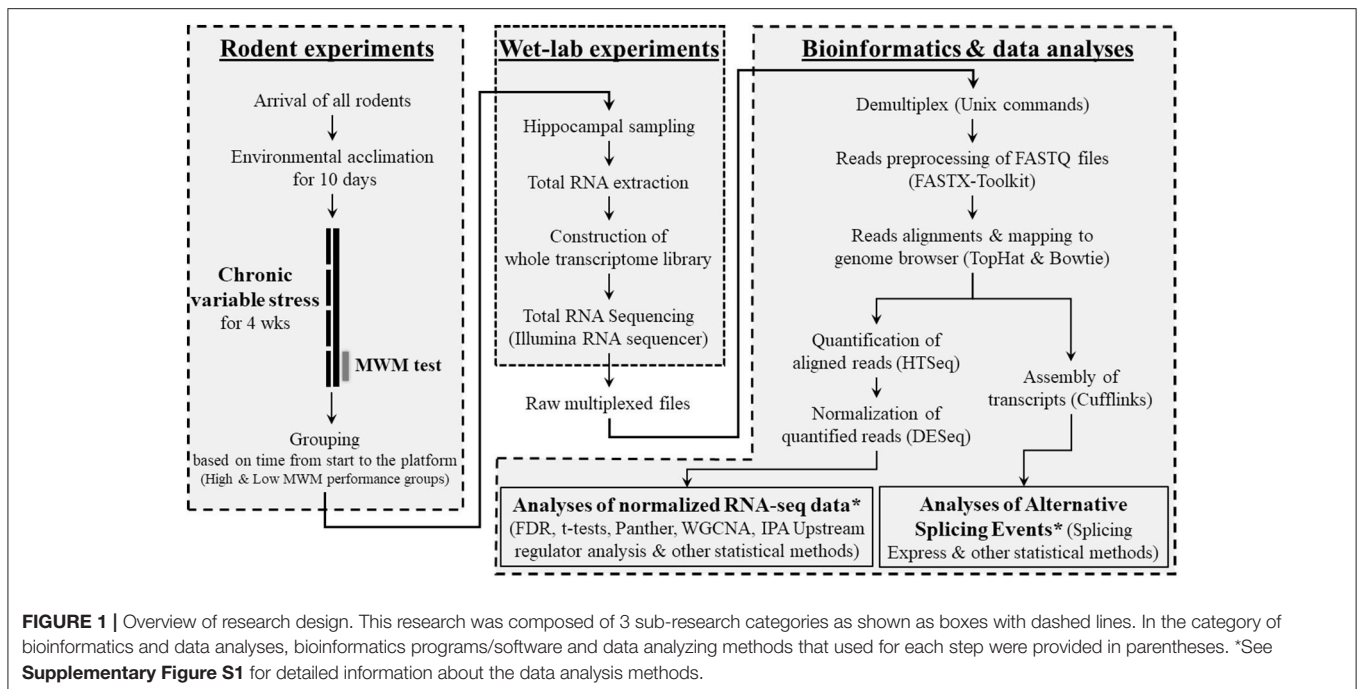 Rodent experiments
Arrival of all rodents
Environmental acclimation
for 10 days
Chronic
variable stress
for 4 wks
MWM test
Grouping
based on time from start to the platform
(High & Low MWM performance groups)
Wet-lab experiments
Hippocampal sampling
Total RNA extraction
Construction of
whole transcriptome library
Total RNA Sequencing
(Illumina RNA sequencer)
Raw multiplexed files
Bioinformatics & data analyses
Demultiplex (Unix commands)
Reads preprocessing of FASTQ files
(FASTX-Toolkit)
Reads alignments & mapping to
genome browser (TopHat & Bowtie)
Quantification of
aligned reads (HTSeq)
Normalization of
quantified reads (DESeq)
Assembly of
transcripts (Cufflinks)
Analyses of normalized RNA-seq data*
(FDR, t-tests, Panther, WGCNA, IPA Upstream
regulator analysis & other statistical methods)
Analyses of Alternative
Splicing Events* (Splicing
Express & other statistical methods)
FIGURE 1 | Overview of research design. This research was composed of 3 sub-research categories as shown as boxes with dashed lines. In the category of
bioinformatics and data analyses, bioinformatics programs/software and data analyzing methods that used for each step were provided in parentheses. *See
Supplementary Figure S1 for detailed information about the data analysis methods.